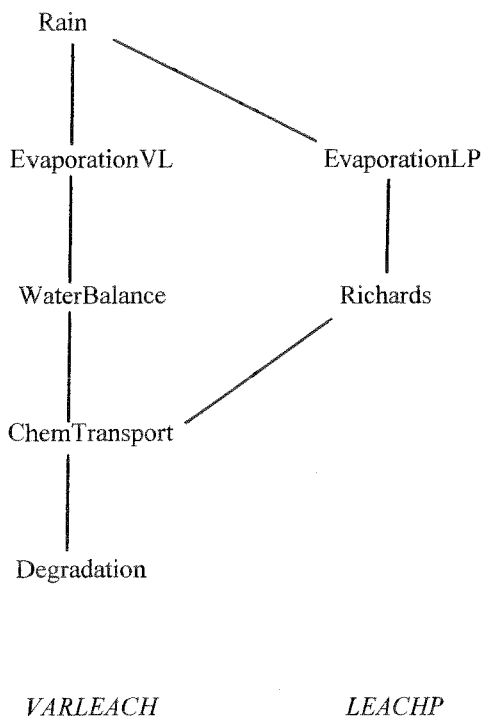 Rain
EvaporationVL EvaporationLP
WaterBalance Richards
ChemTransport
Degradation
VARLEACH LEACHP